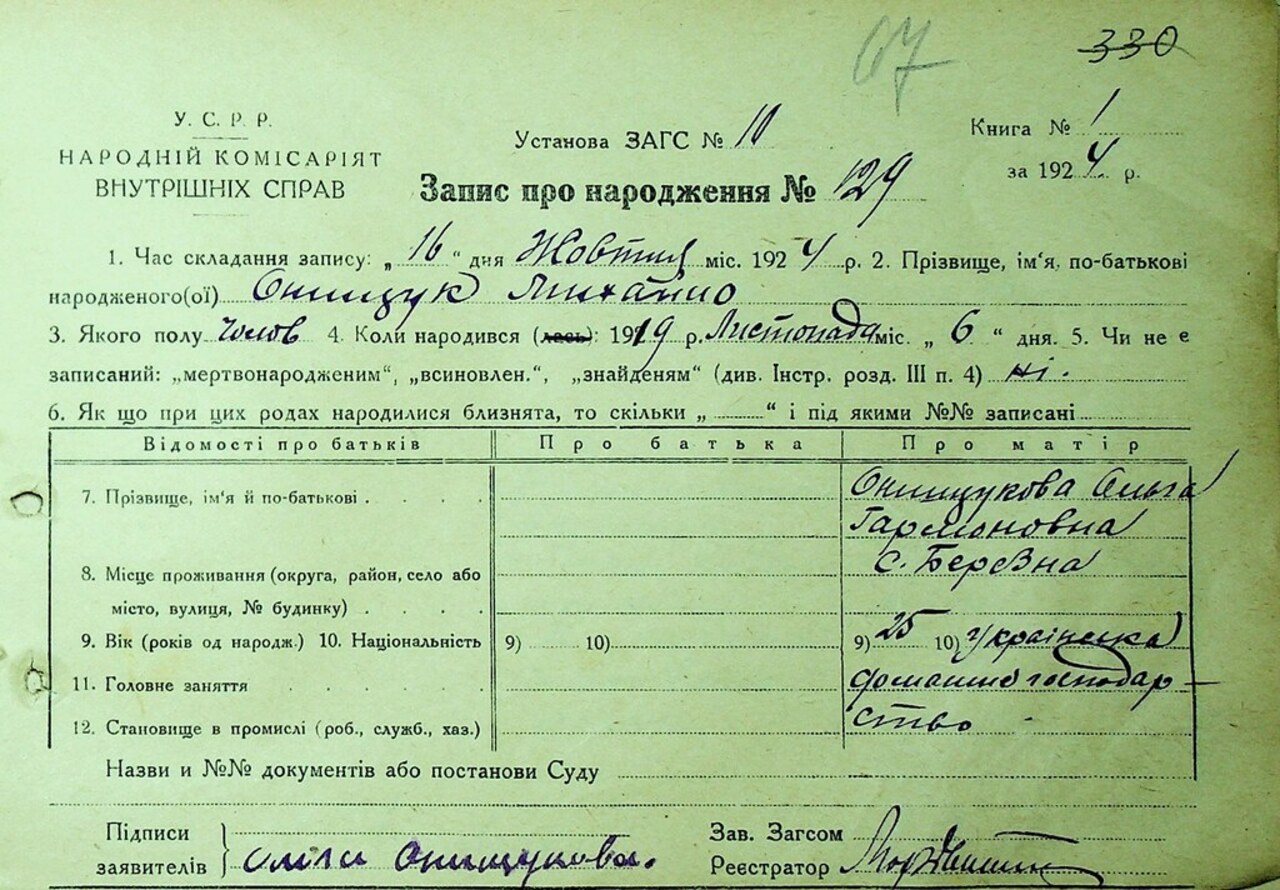 67
330
У. С. Р. Р.
НАРОДНІЙ КОМІСАРІЯТ
ВНУТРІШНІХ СПРАВ
Установа ЗАГС № 10
Запис про народження № 129
Книга № 1
за 1924 р.
1. Час складання запису: „ 16 “ дня Жовтня міс. 1924 р. 2. Прізвище, ім‘я, по-батькові
народженого(ої) Онищук Михайло
3. Якого полу Чолов 4. Коли народився (лась): 1919 р. Листопада міс. „ 6 “ дня. 5. Чи не є
записаний: „мертвонародженим“, „всиновлен.“, „знайденям“ (див. Інстр. розд. III п. 4) ні.
6. Як що при цих родах народилися близнята, то скільки „ “ і під якими №№ записані
Відомості про батьків Про батька Про матір
7. Прізвище, ім‘я й по-батькові Онищукова Ольга
Гармоновна
8. Місце проживання (округа, район, село або с. Березна
місто, вулиця, № будинку)
9. Вік (років од народж.) 10. Національність 9) 10) 9) 25 10) українська
11. Головне заняття домашнє господар-
12. Становище в промислі (роб., служб., хаз.) ство
Назви и №№ документів або постанови Суду
Підписи
заявителів Ольга Онищукова.
Зав. Загсом
Реєстратор